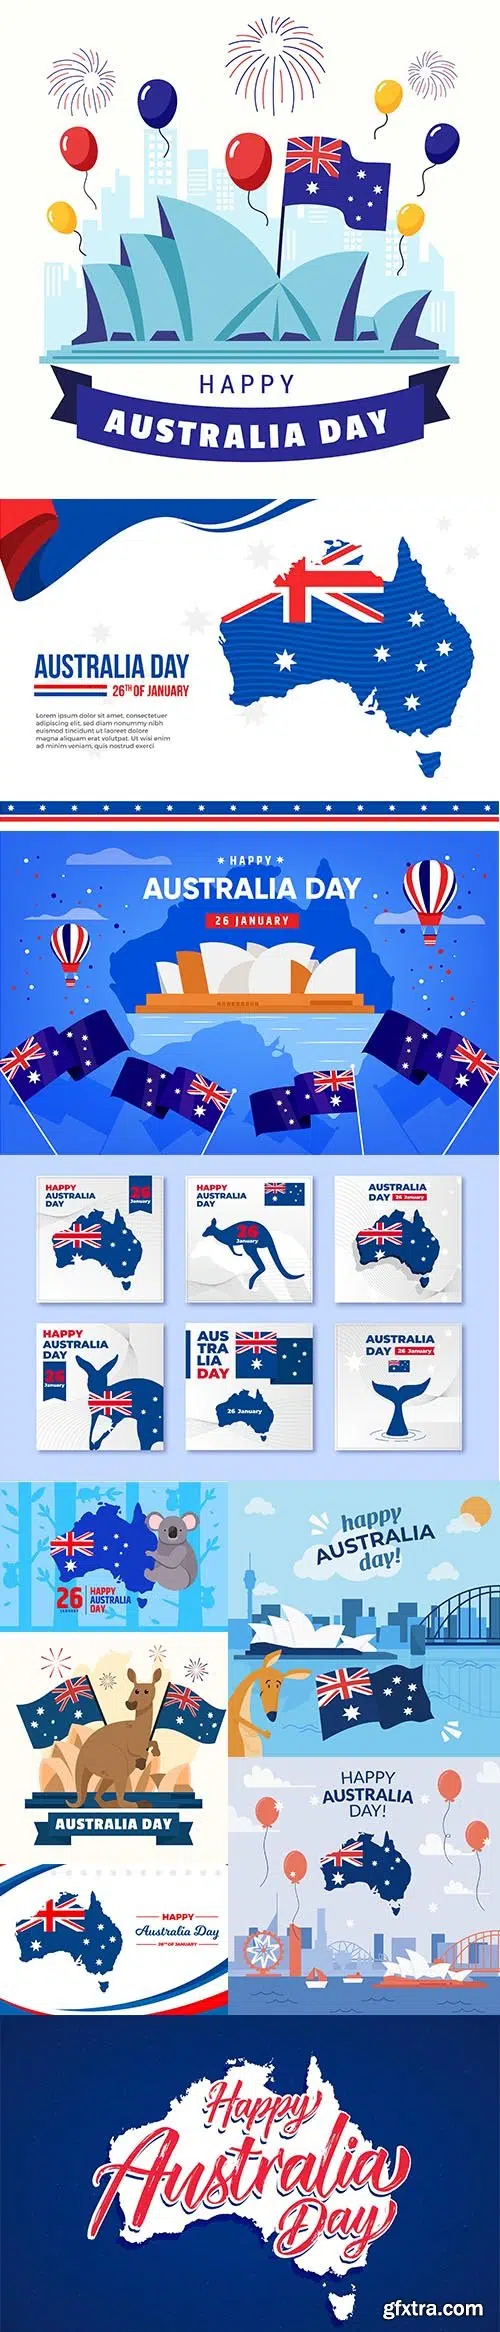 HAPPY
AUSTRALIA DAY
AUSTRALIA DAY
26TH OF JANUARY
Lorem ipsum dolor sit amet, consectetuer
adipiscing elit, sed diam nonummy nibh
euismod tincidunt ut laoreet dolore
magna aliquam erat volutpat. Ut wisi enim
ad minim veniam, quis nostrud exerci
HAPPY
AUSTRALIA DAY
26 JANUARY
HAPPY
AUSTRALIA
DAY
26
January
HAPPY
AUSTRALIA
DAY
26
January
AUSTRALIA
DAY 26 January
HAPPY
AUSTRALIA
DAY
26
January
AUS
TRA
LIA
DAY
26 January
AUSTRALIA
DAY 26 January
26
JANUARY
HAPPY
AUSTRALIA
DAY
happy
AUSTRALIA
day!
AUSTRALIA DAY
HAPPY
AUSTRALIA
DAY!
HAPPY
Australia Day
26TH OF JANUARY
Happy
Australia
Day
gfxtra.com